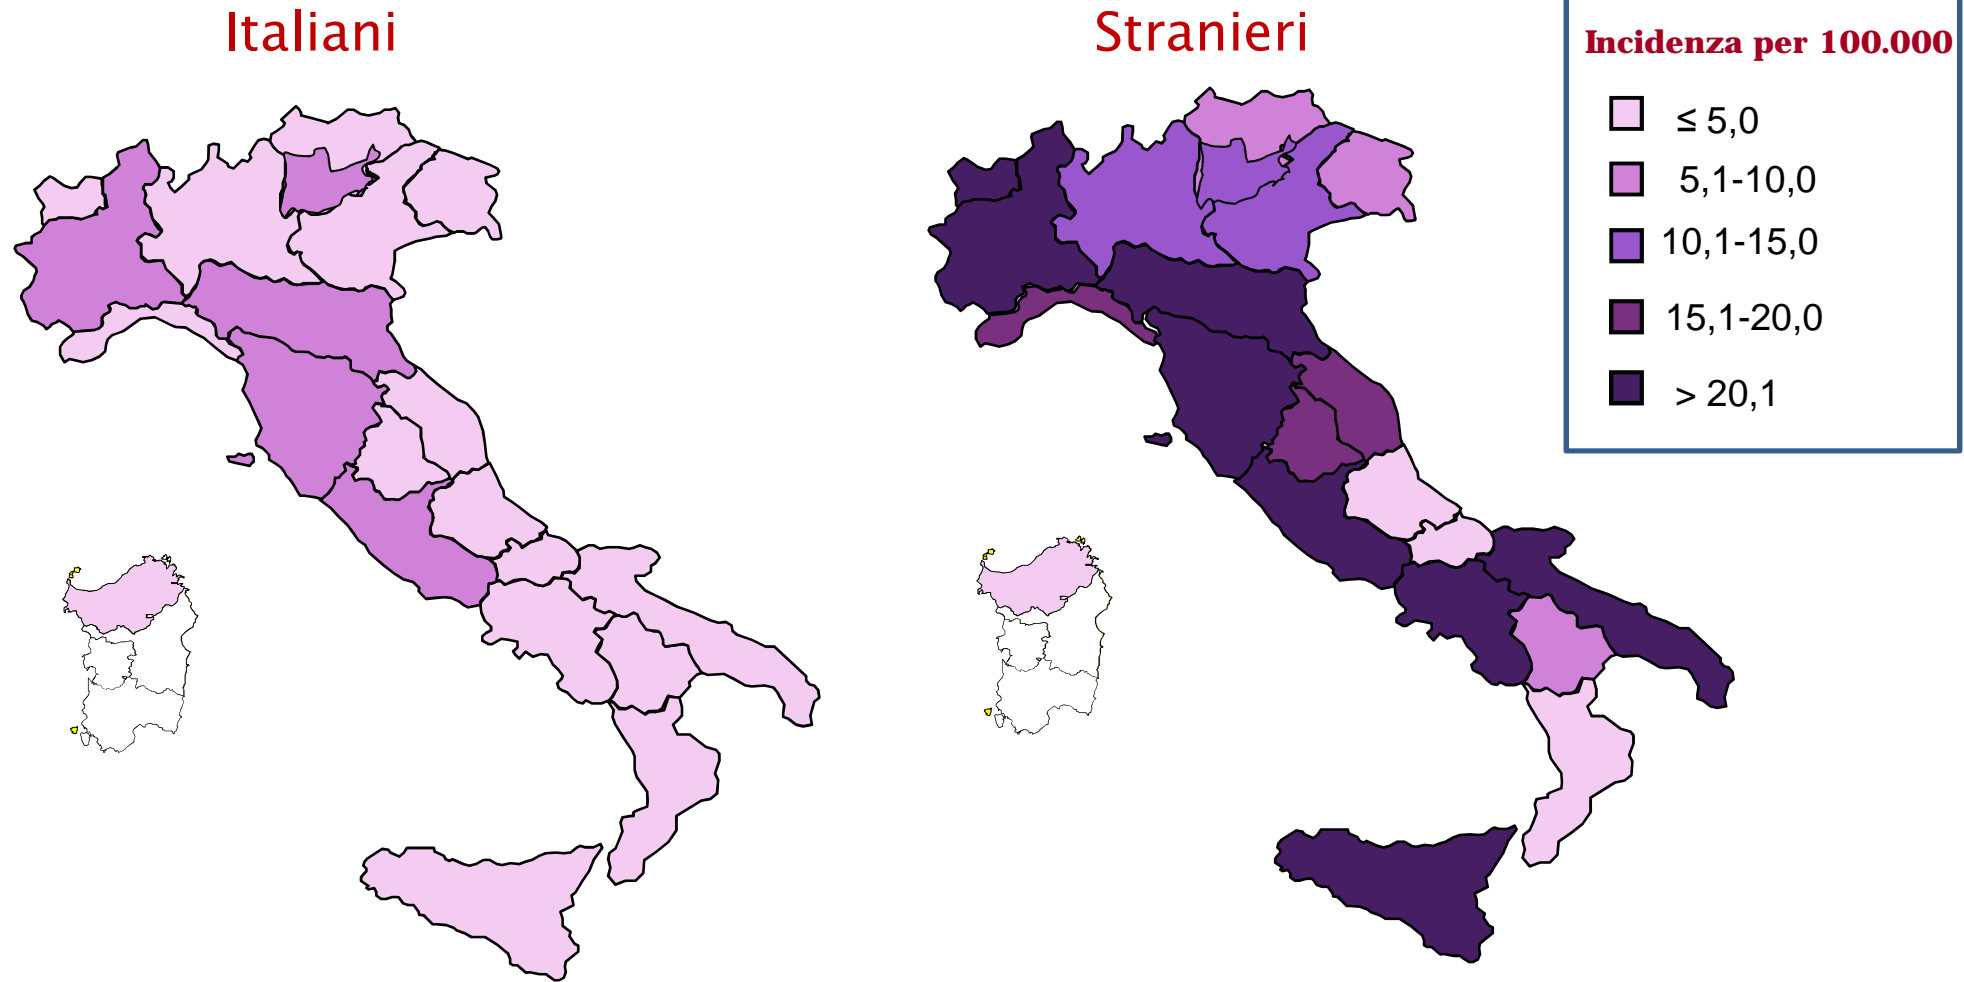 Italiani
Stranieri
Incidenza per 100.000
≤ 5,0
5,1-10,0
10,1-15,0
15,1-20,0
> 20,1